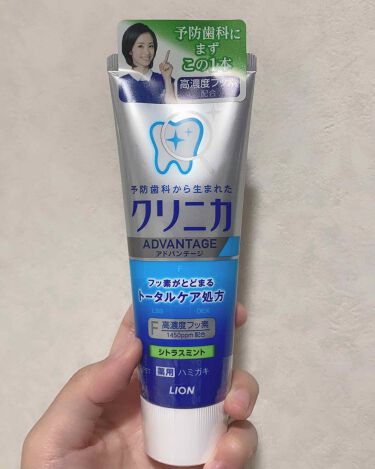 予防歯科に
まず
この1本
高濃度フッ素
配合
予防歯科から生まれた
クリニカ
ADVANTAGE
アドバンテージ
フッ素がとどまる
トータルケア処方
F 高濃度フッ素
1450ppm配合
シトラスミント
薬用 ハミガキ
LION